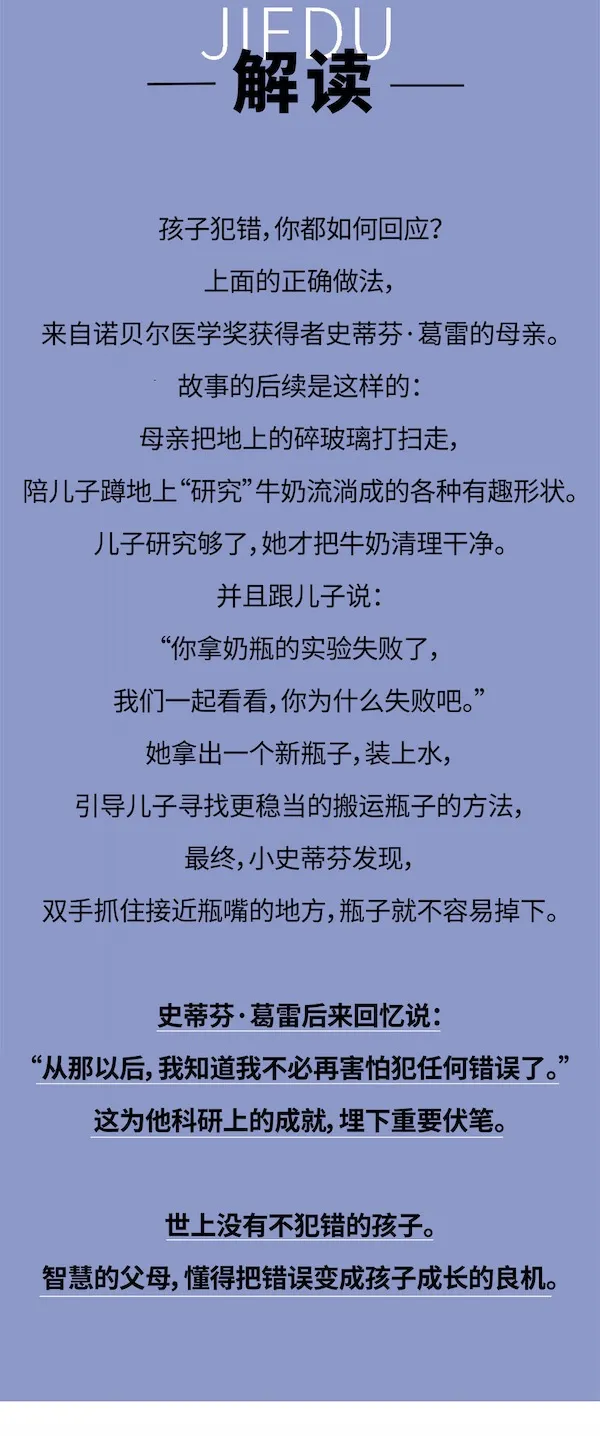 JIEDU
解读
孩子犯错，你都如何回应？
上面的正确做法，
来自诺贝尔医学奖获得者史蒂芬·葛雷的母亲。
故事的后续是这样的：
母亲把地上的碎玻璃打扫走，
陪儿子蹲地上“研究”牛奶流淌成的各种有趣形状。
儿子研究够了，她才把牛奶清理干净。
并且跟儿子说：
“你拿奶瓶的实验失败了，
我们一起看看，你为什么失败吧。”
她拿出一个新瓶子，装上水，
引导儿子寻找更稳当的搬运瓶子的方法，
最终，小史蒂芬发现，
双手抓住接近瓶嘴的地方，瓶子就不容易掉下。
史蒂芬·葛雷后来回忆说：
“从那以后，我知道我不必再害怕犯任何错误了。”
这为他科研上的成就，埋下重要伏笔。
世上没有不犯错的孩子。
智慧的父母，懂得把错误变成孩子成长的良机。